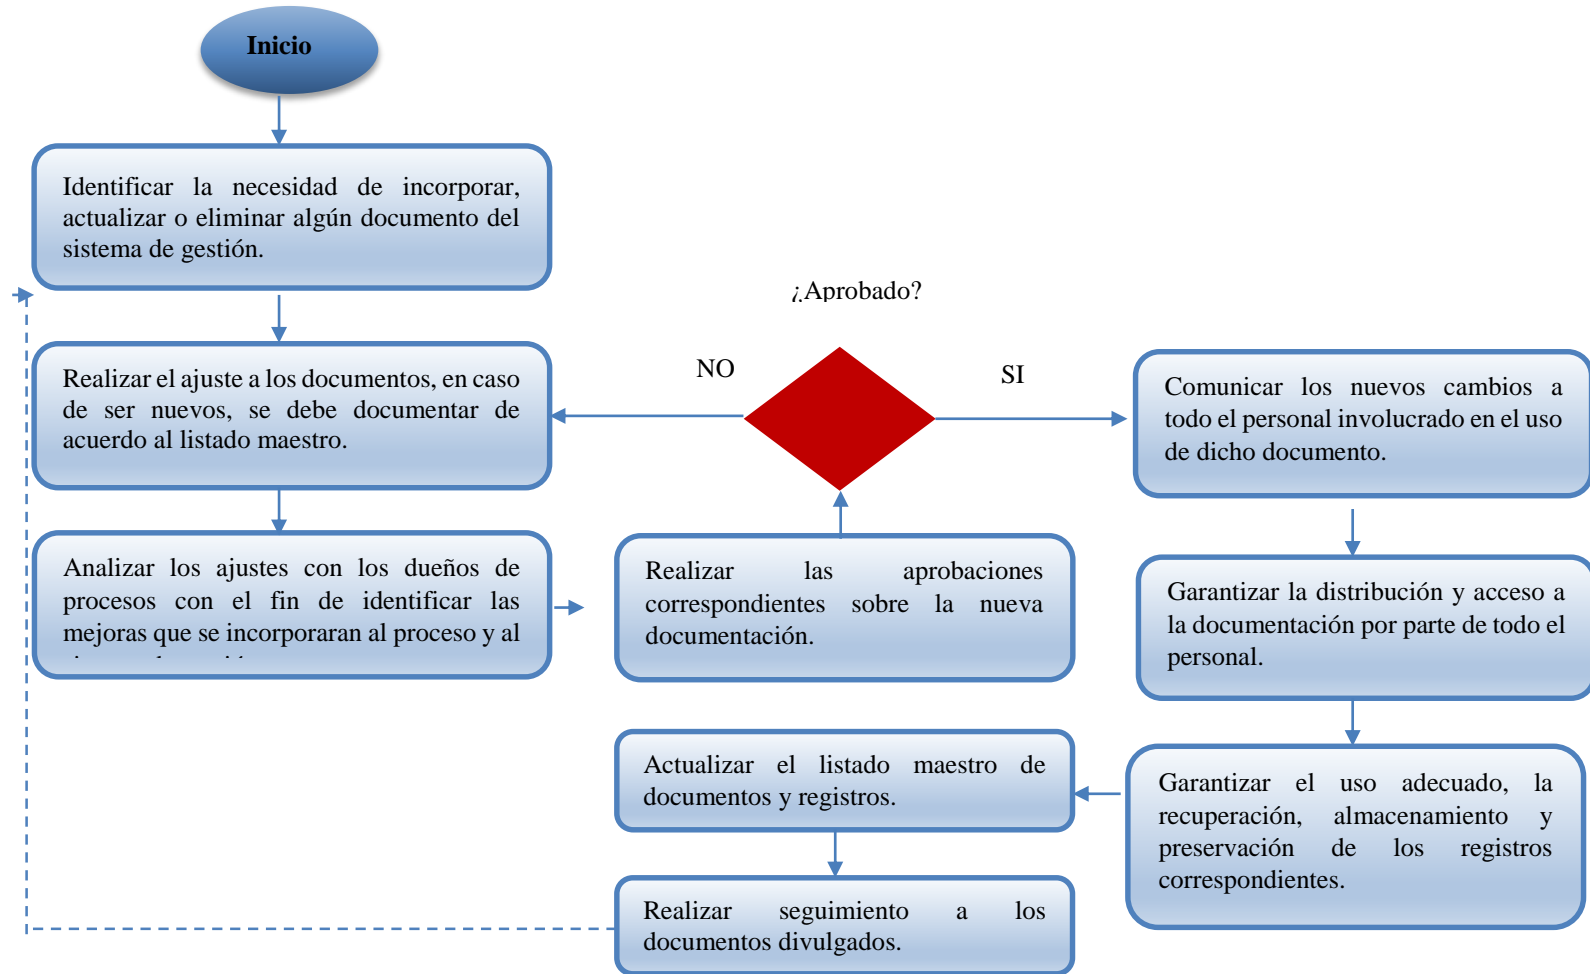 Inicio
Identificar la necesidad de incorporar,
actualizar o eliminar algún documento del
sistema de gestión.
Realizar el ajuste a los documentos, en caso
de ser nuevos, se debe documentar de
acuerdo al listado maestro.
Analizar los ajustes con los dueños de
procesos con el fin de identificar las
mejoras que se incorporaran al proceso y al
Realizar las aprobaciones
correspondientes sobre la nueva
documentación.
¿Aprobado?
NO
SI
Comunicar los nuevos cambios a
todo el personal involucrado en el uso
de dicho documento.
Garantizar la distribución y acceso a
la documentación por parte de todo el
personal.
Garantizar el uso adecuado, la
recuperación, almacenamiento y
preservación de los registros
correspondientes.
Actualizar el listado maestro de
documentos y registros.
Realizar seguimiento a los
documentos divulgados.